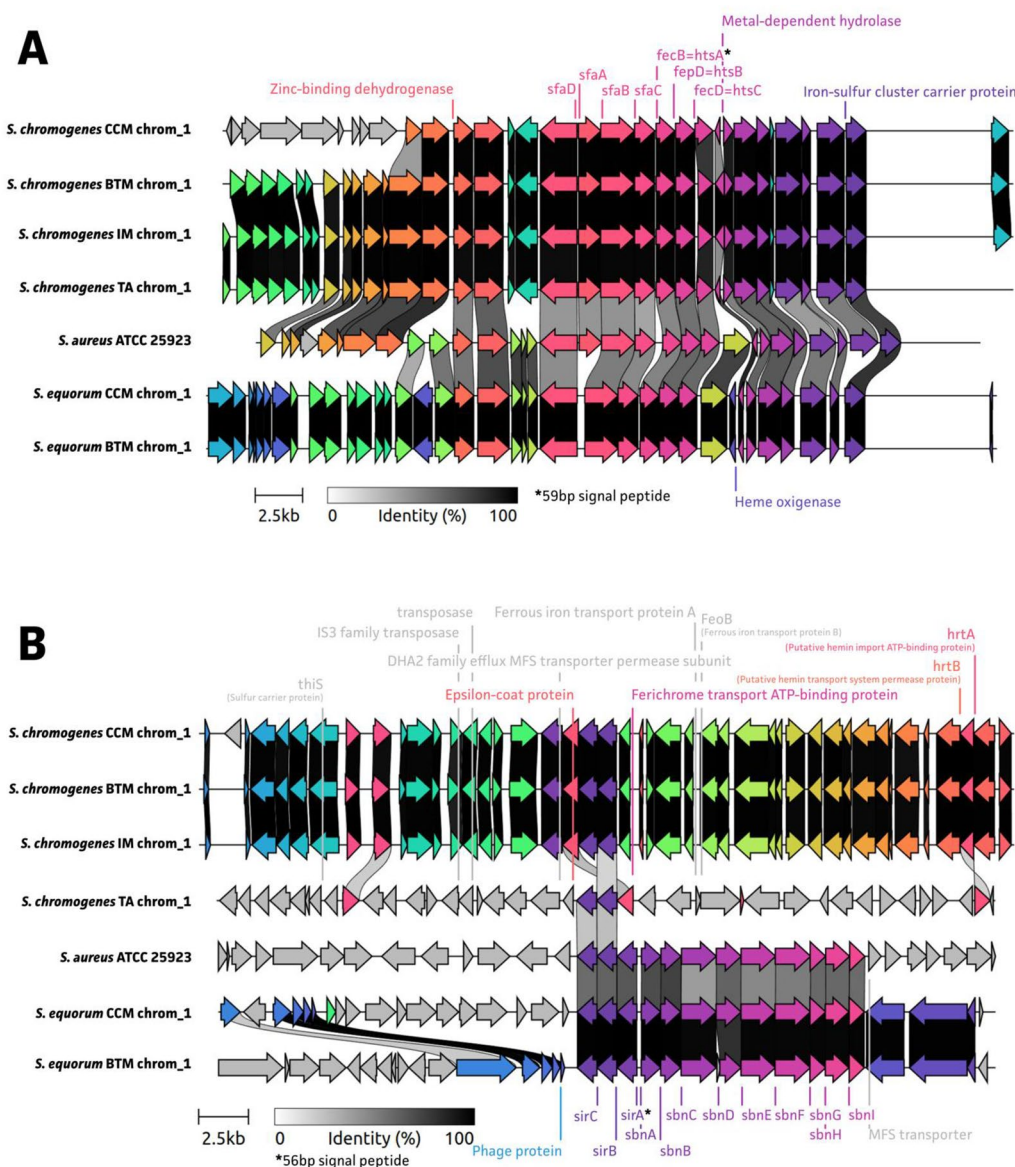 A
Metal-dependent hydrolase
fecB=htsA*
sfaA fepD=htsB
Zinc-binding dehydrogenase sfaD sfaB sfaC fecD=htsC Iron-sulfur cluster carrier protein
S. chromogenes CCM chrom_1
S. chromogenes BTM chrom_1
S. chromogenes IM chrom_1
S. chromogenes TA chrom_1
S. aureus ATCC 25923
S. equorum CCM chrom_1
S. equorum BTM chrom_1
2.5kb 0 Identity (%) 100 *59bp signal peptide
Heme oxigenase
B
transposase Ferrous iron transport protein A FeoB
IS3 family transposase (Ferrous iron transport protein B) hrtA
DHA2 family efflux MFS transporter permease subunit (Putative hemin import ATP-binding protein)
thiS hrtB
(Sulfur carrier protein) Epsilon-coat protein Ferichrome transport ATP-binding protein (Putative hemin transport system permease protein)
S. chromogenes CCM chrom_1
S. chromogenes BTM chrom_1
S. chromogenes IM chrom_1
S. chromogenes TA chrom_1
S. aureus ATCC 25923
S. equorum CCM chrom_1
S. equorum BTM chrom_1
2.5kb 0 Identity (%) 100
*56bp signal peptide
Phage protein
sirC sirA* sbnC sbnD sbnE sbnF sbnG sbnI
sirB sbnA sbnB sbnH MFS transporter